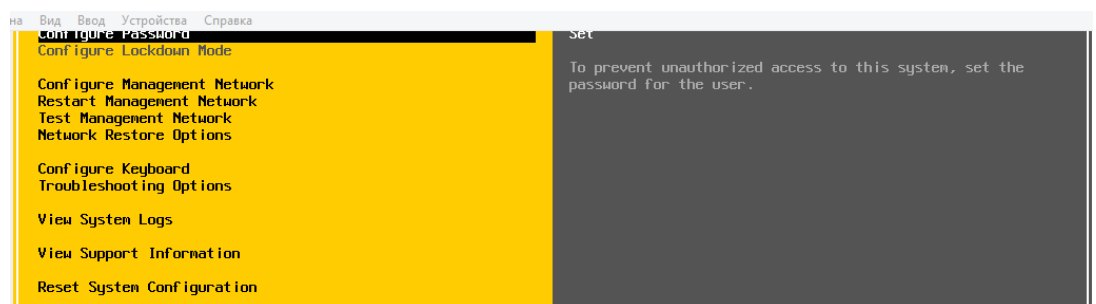 на Вид Ввод Устройства Справка
Configure Password
Configure Lockdown Mode
Configure Management Network
Restart Management Network
Test Management Network
Network Restore Options
Configure Keyboard
Troubleshooting Options
View System Logs
View Support Information
Reset System Configuration
Set
To prevent unauthorized access to this system, set the
password for the user.